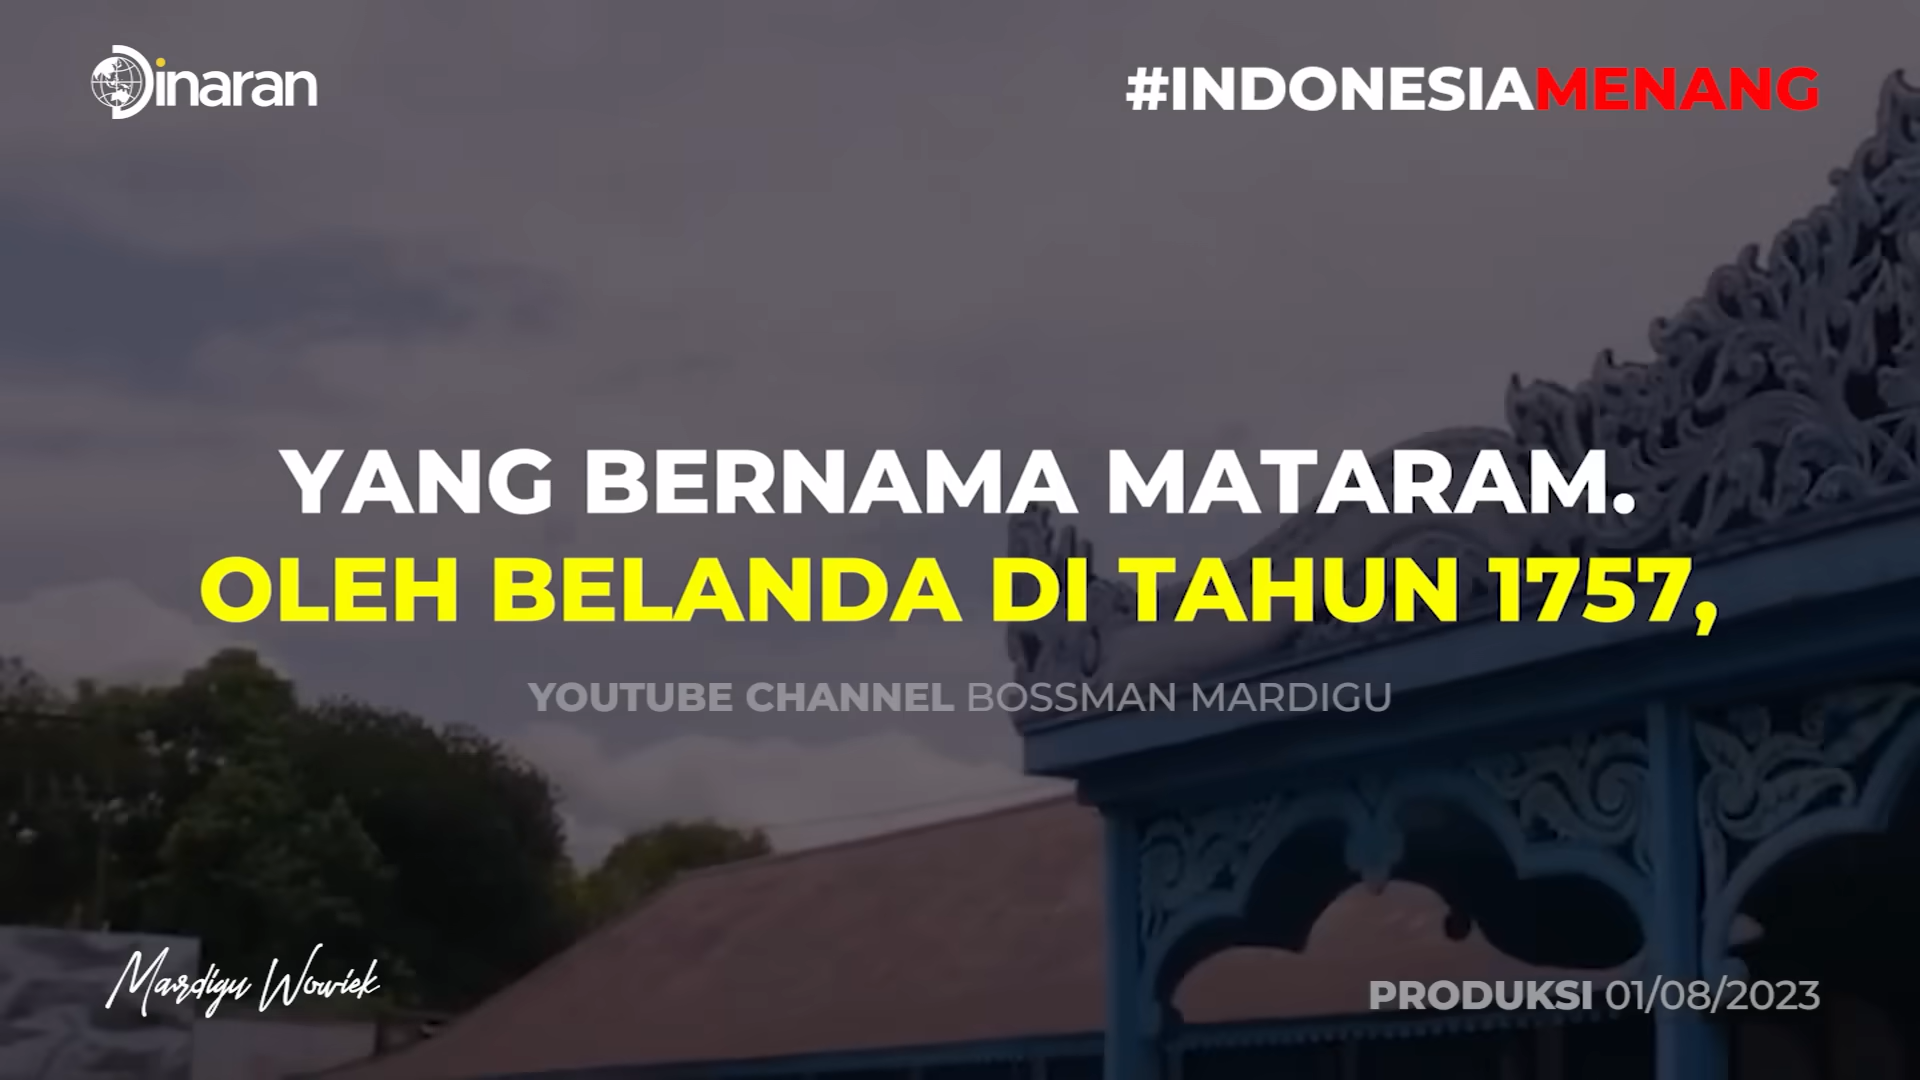 Dinaran
#INDONESIAMENANG
YANG BERNAMA MATARAM.
OLEH BELANDA DI TAHUN 1757,
YOUTUBE CHANNEL BOSSMAN MARDIGU
Mardigu Wowiek
PRODUKSI 01/08/2023